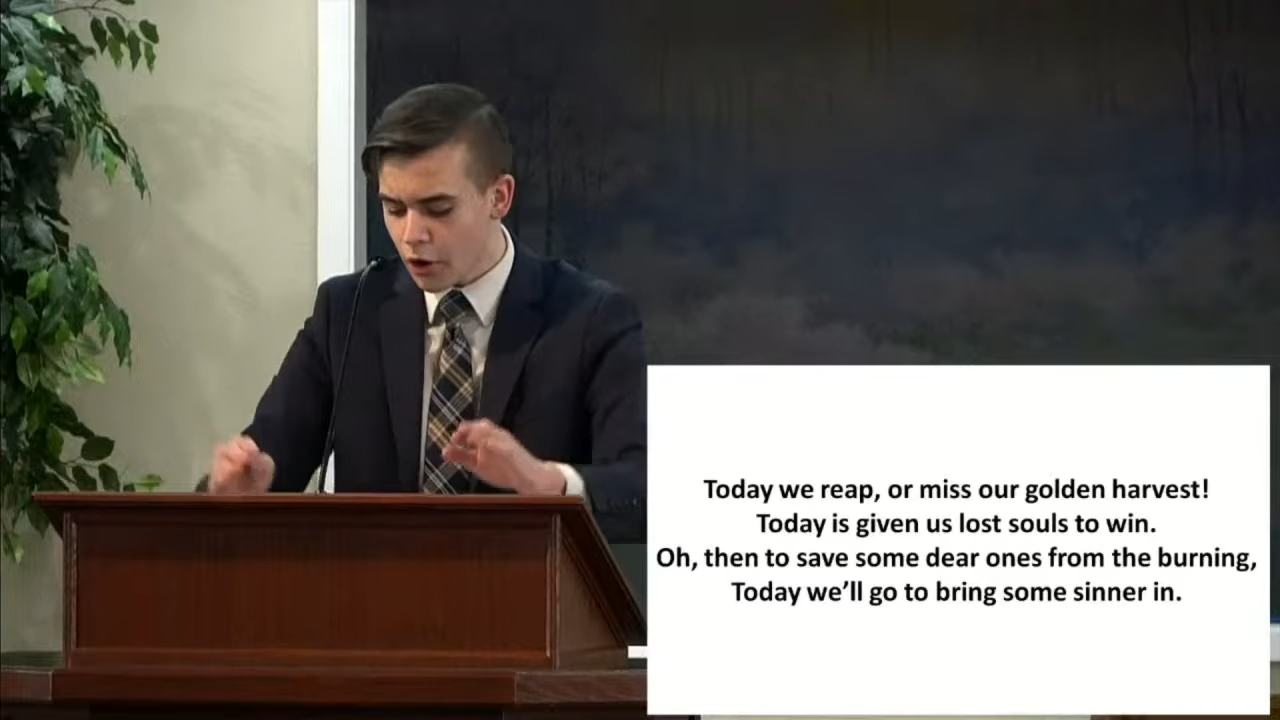 Today we reap, or miss our golden harvest!
Today is given us lost souls to win.
Oh, then to save some dear ones from the burning,
Today we’ll go to bring some sinner in.